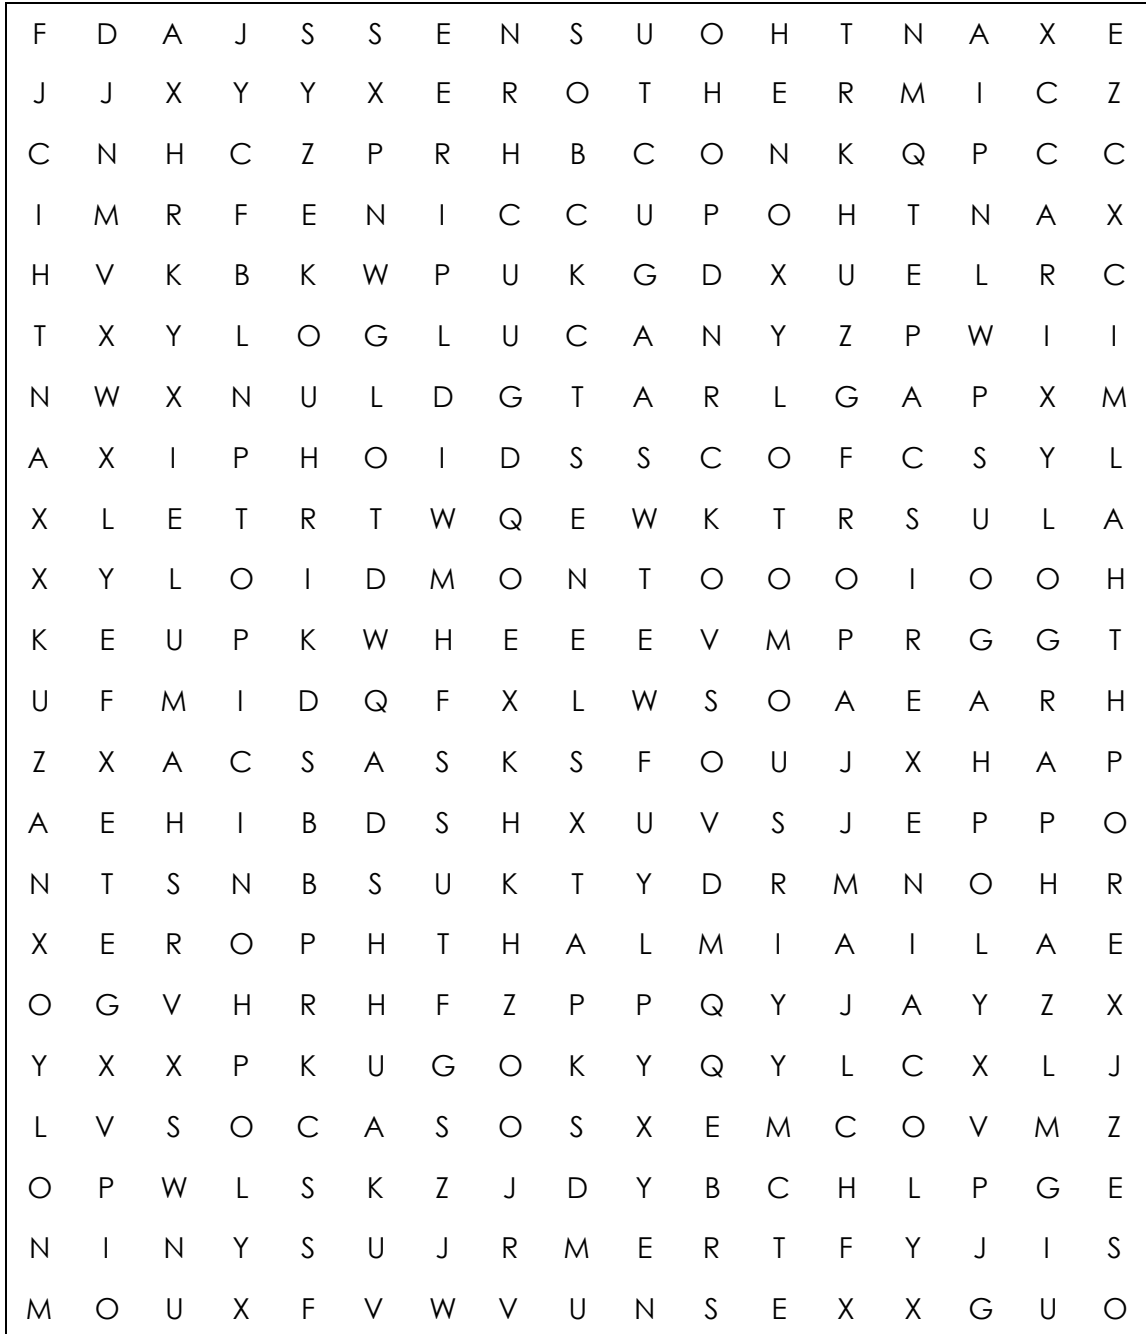 F D A J S S E N S U O H T N A X E
J J X Y Y X E R O T H E R M I C Z
C N H C Z P R H B C O N K Q P C C
I M R F E N I C C U P O H T N A X
H V K B K W P U K G D X U E L R C
T X Y L O G L U C A N Y Z P W I I
N W X N U L D G T A R L G A P X M
A X I P H O I D S S C O F C S Y L
X L E T R T W Q E W K T R S U L A
X Y L O I D M O N T O O O I O O H
K E U P K W H E E E V M P R G G T
U F M I D Q F X L W S O A E A R H
Z X A C S A S K S F O U J X H A P
A E H I B D S H X U V S J E P P O
N T S N B S U K T Y D R M N O H R
X E R O P H T H A L M I A I L A E
O G V H R H F Z P P Q Y J A Y Z X
Y X X P K U G O K Y Q Y L C X L J
L V S O C A S O S X E M C O V M Z
O P W L S K Z J D Y B C H L P G E
N I N Y S U J R M E R T F Y J I S
M O U X F V W V U N S E X X G U O